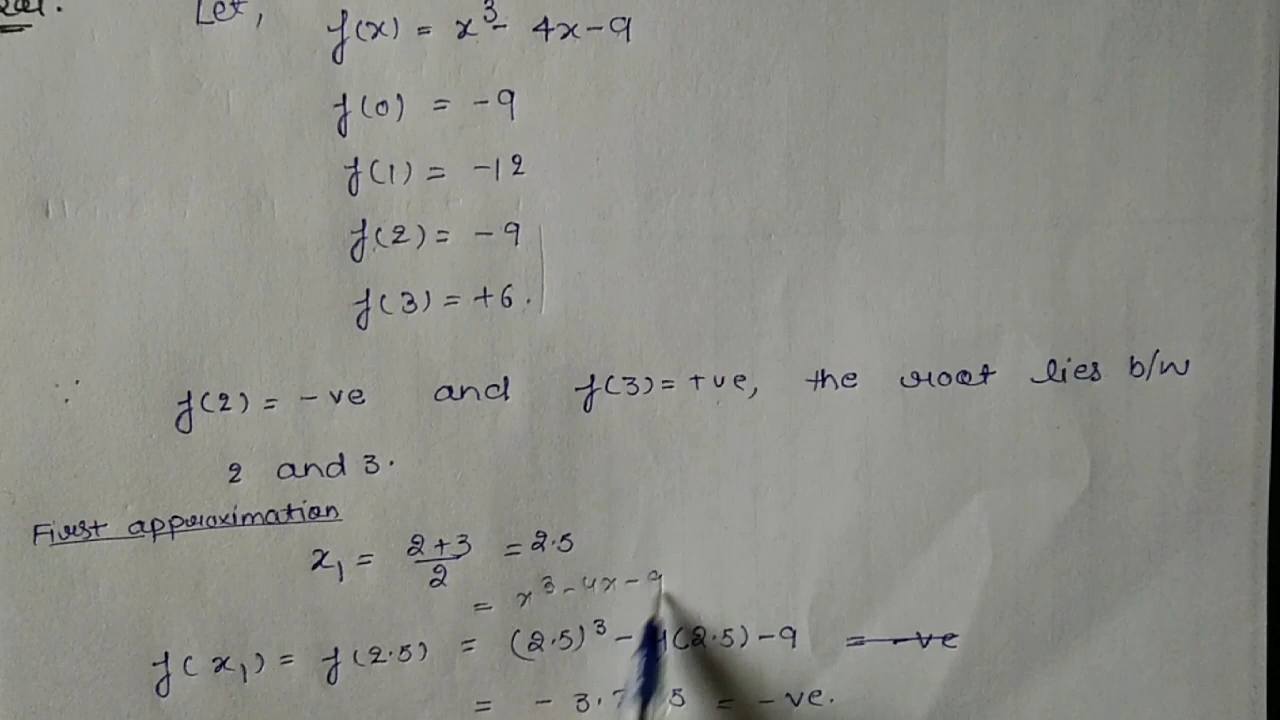 Let, f(x) = x³ - 4x - 9
f(0) = -9
f(1) = -12
f(2) = -9
f(3) = +6.
∴ f(2) = -ve and f(3) = +ve, the root lies b/w
2 and 3.
First approximation
x₁ = (2+3)/2 = 2.5
= x³ - 4x - 9
f(x₁) = f(2.5) = (2.5)³ - 4(2.5) - 9 = -ve
= - = -ve.